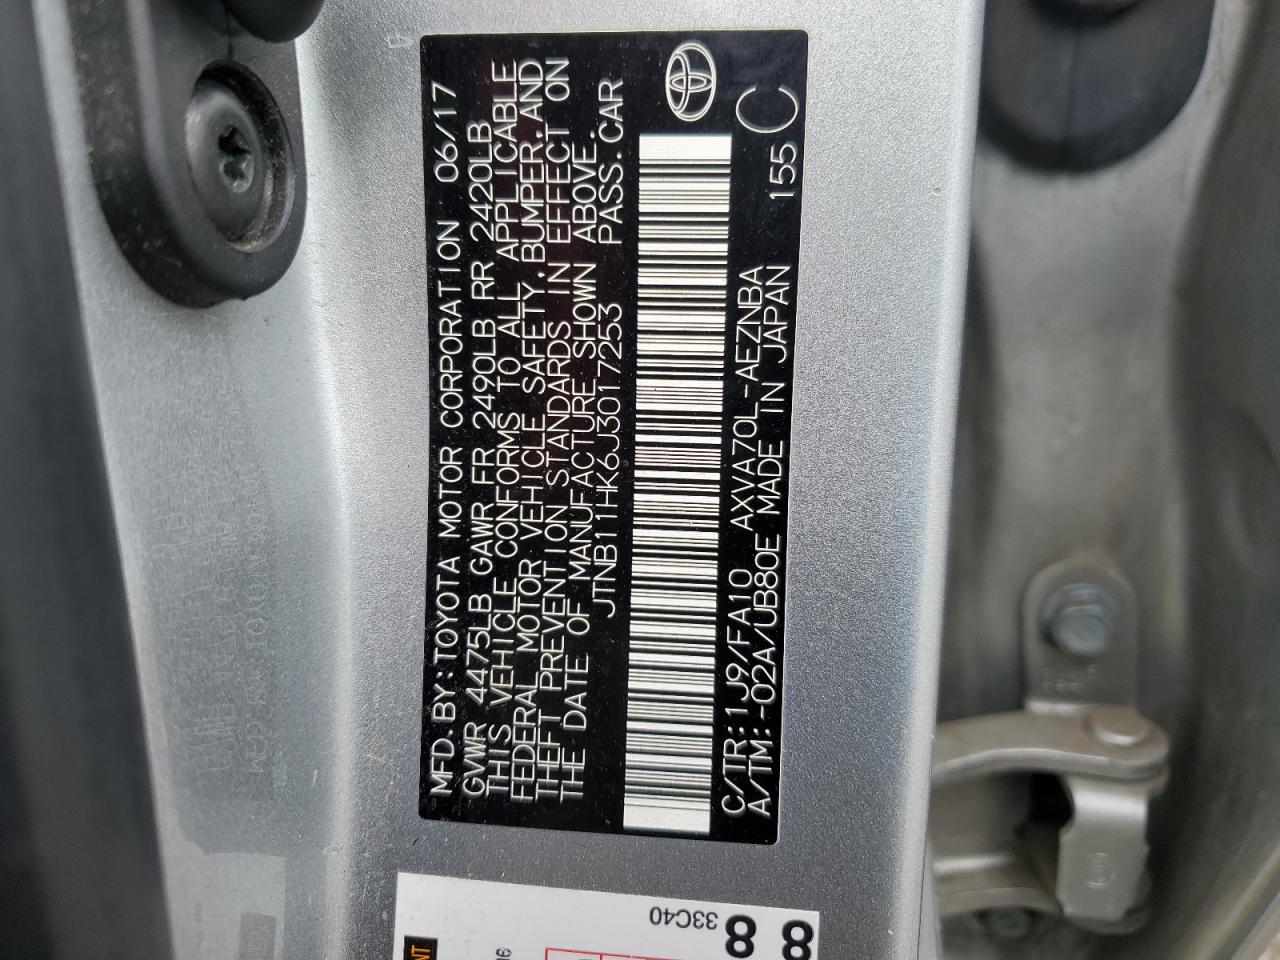 MFD.BY:TOYOTA MOTOR CORPORATION 06/17
GVWR 4475LB GAWR FR 2490LB RR 2420LB
THIS VEHICLE CONFORMS TO ALL APPLICABLE
FEDERAL MOTOR VEHICLE SAFETY,BUMPER,AND
THEFT PREVENTION STANDARDS IN EFFECT ON
THE DATE OF MANUFACTURE SHOWN ABOVE.
JTNB11HK6J3017253 PASS.CAR
C/TR:1J9/FA10 AXVA70L-AEZNBA 155
A/TM:-02A/UB80E MADE IN JAPAN C
33C40
8
8